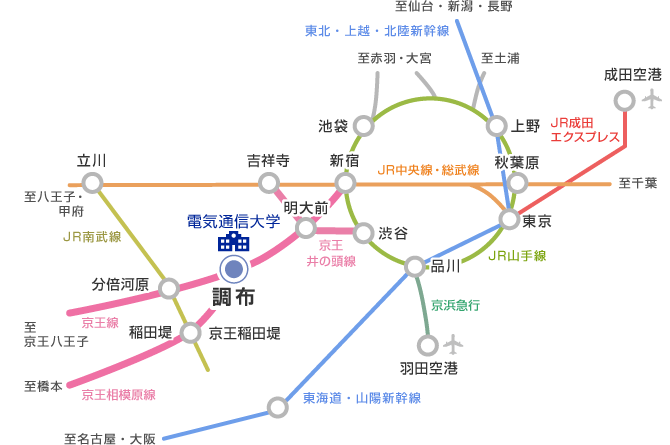 至仙台・新潟・長野
東北・上越・北陸新幹線
至赤羽・大宮
至土浦
成田空港
池袋
上野
JR成田
エクスプレス
立川
吉祥寺
新宿
秋葉原
JR中央線・総武線
至千葉
至八王子・
甲府
明大前
電気通信大学
東京
JR南武線
渋谷
京王
井の頭線
JR山手線
品川
分倍河原
調布
京浜急行
京王線
至
京王八王子
稲田堤
京王稲田堤
羽田空港
至橋本
京王相模原線
東海道・山陽新幹線
至名古屋・大阪